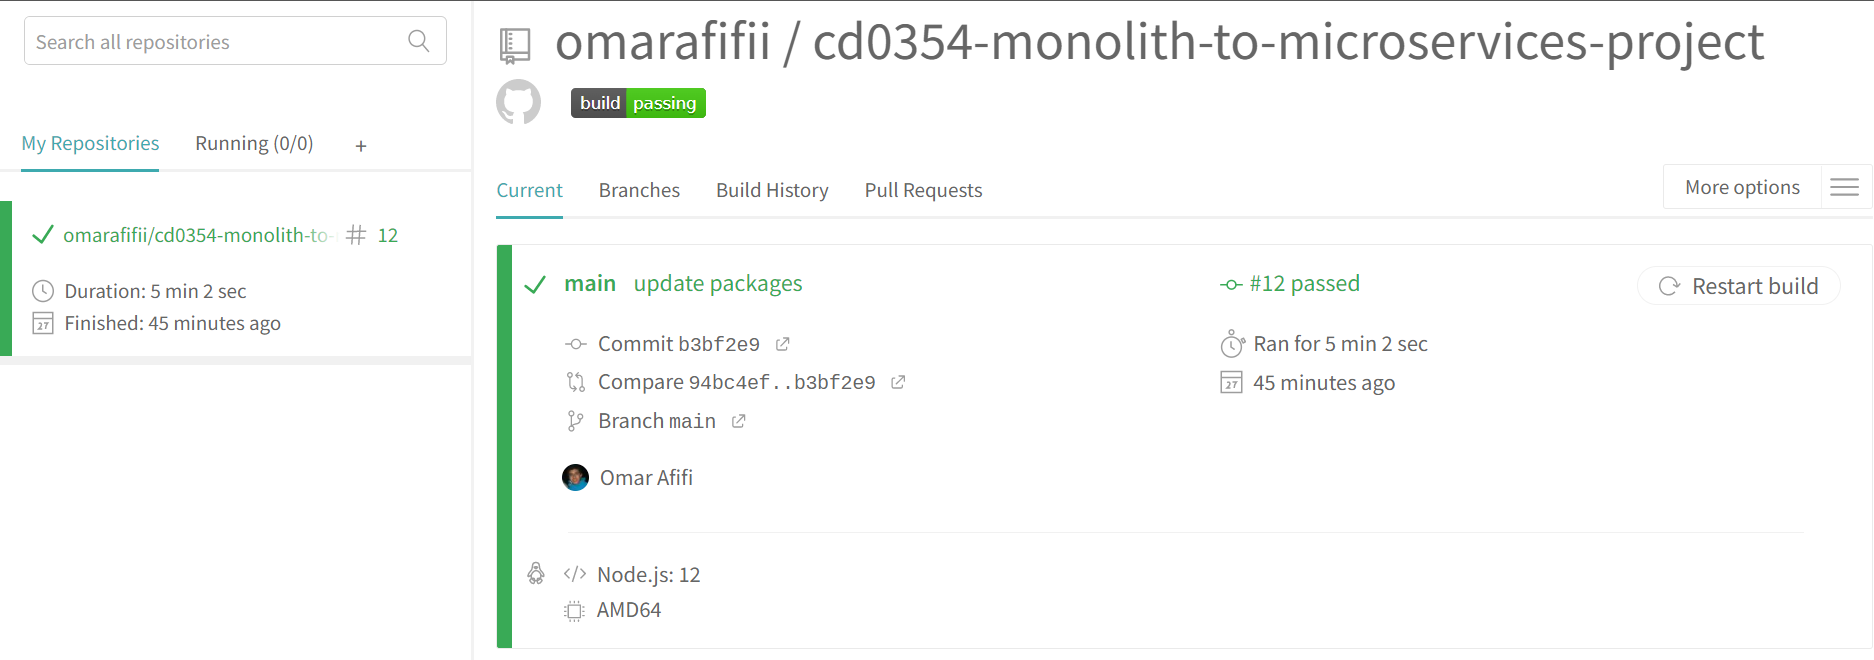 Search all repositories
My Repositories
Running (0/0)
+
omarafifii/cd0354-monolith-to- # 12
Duration: 5 min 2 sec
27 Finished: 45 minutes ago
omarafifii / cd0354-monolith-to-microservices-project
build passing
Current
Branches
Build History
Pull Requests
More options
main update packages
#12 passed
Restart build
Commit b3bf2e9
Ran for 5 min 2 sec
Compare 94bc4ef..b3bf2e9
27 45 minutes ago
Branch main
Omar Afifi
</> Node.js: 12
AMD64